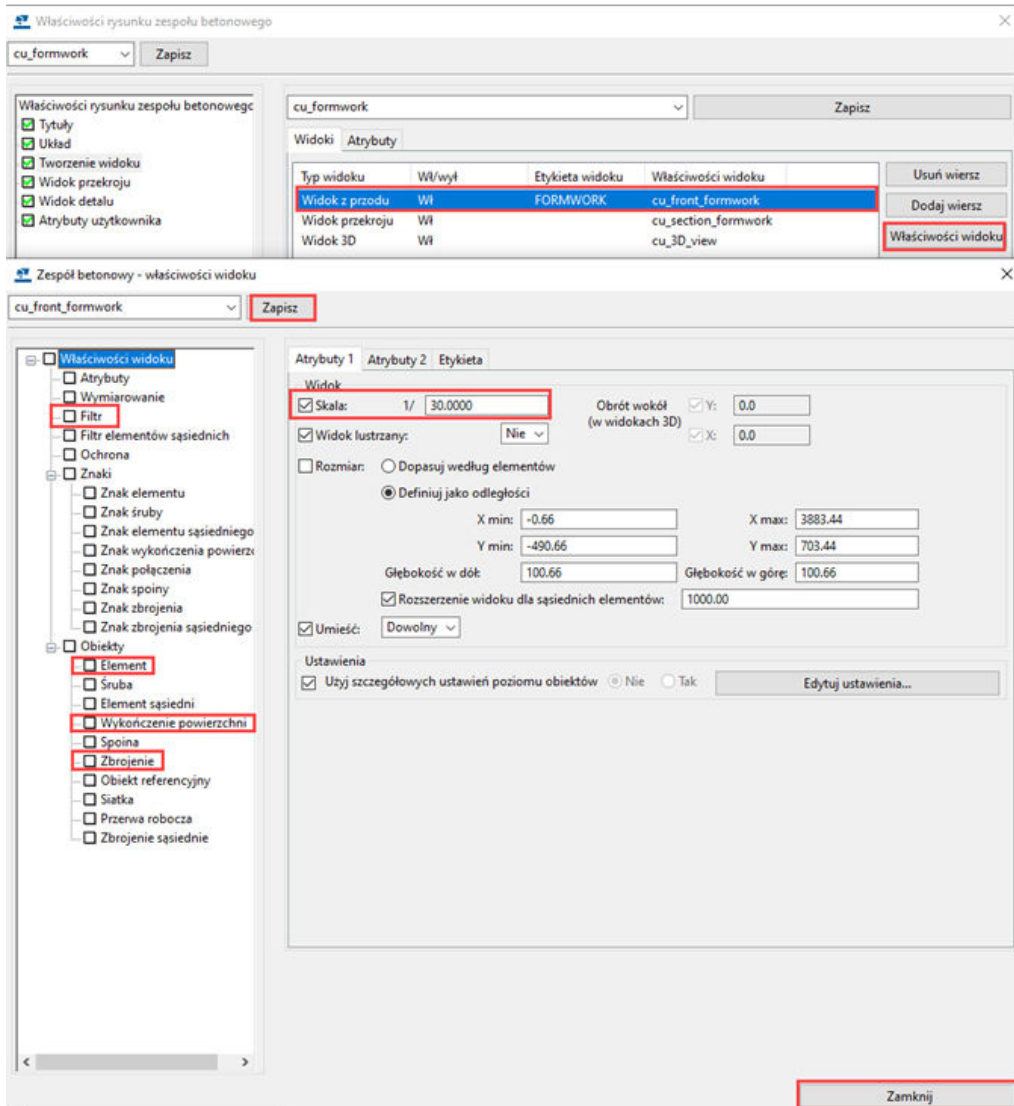 Właściwości rysunku zespołu betonowego
cu_formwork Zapisz
Właściwości rysunku zespołu betonowegc
Tytuły
Układ
Tworzenie widoku
Widok przekroju
Widok detalu
Atrybuty uzytkownika
cu_formwork Zapisz
Widoki Atrybuty
Typ widoku Wł/wył Etykieta widoku Właściwości widoku
Widok z przodu Wł FORMWORK cu_front_formwork
Widok przekroju Wł cu_section_formwork
Widok 3D Wł cu_3D_view
Usuń wiersz
Dodaj wiersz
Właściwości widoku
Zespół betonowy - właściwości widoku
cu_front_formwork Zapisz
Właściwości widoku
Atrybuty
Wymiarowanie
Filtr
Filtr elementów sąsiednich
Ochrona
Znaki
Znak elementu
Znak śruby
Znak elementu sąsiedniego
Znak wykończenia powierzc
Znak połączenia
Znak spoiny
Znak zbrojenia
Znak zbrojenia sąsiedniego
Obiekty
Element
Śruba
Element sąsiedni
Wykończenie powierzchni
Spoina
Zbrojenie
Obiekt referencyjny
Siatka
Przerwa robocza
Zbrojenie sąsiednie
Atrybuty 1 Atrybuty 2 Etykieta
Widok
Skala: 1/ 30.0000
Obrót wokół
(w widokach 3D)
Y: 0.0
X: 0.0
Widok lustrzany: Nie
Rozmiar: Dopasuj według elementów
Definiuj jako odległości
X min: -0.66 X max: 3883.44
Y min: -490.66 Y max: 703.44
Głębokość w dół: 100.66 Głębokość w górę: 100.66
Rozszerzenie widoku dla sąsiednich elementów: 1000.00
Umieść: Dowolny
Ustawienia
Użyj szczegółowych ustawień poziomu obiektów Nie Tak Edytuj ustawienia...
Zamknij